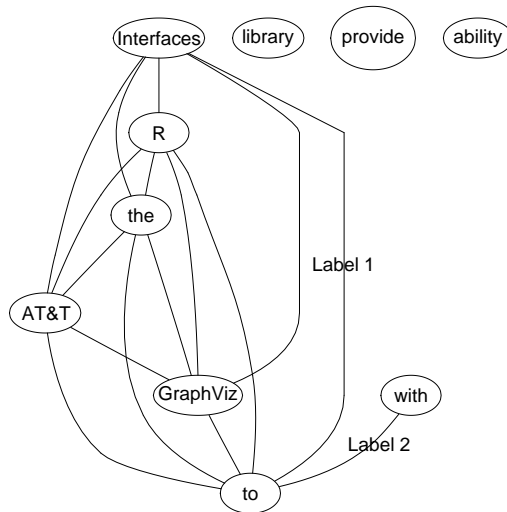 Interfaces
library
provide
ability
R
the
Label 1
AT&T
GraphViz
with
Label 2
to